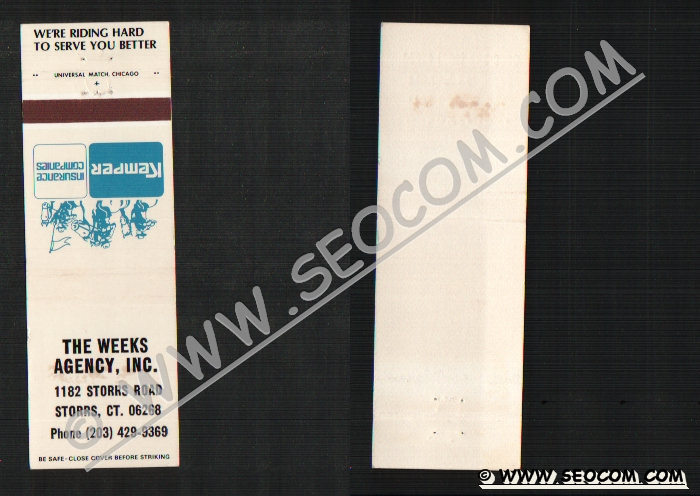 WE'RE RIDING HARD
TO SERVE YOU BETTER
UNIVERSAL MATCH, CHICAGO
KEMPER
INSURANCE
COMPANIES
THE WEEKS
AGENCY, INC.
1182 STORRS ROAD
STORRS, CT. 06268
Phone (203) 429-9369
BE SAFE - CLOSE COVER BEFORE STRIKING
© WWW.SEOCOM.COM
© WWW.SEOCOM.COM